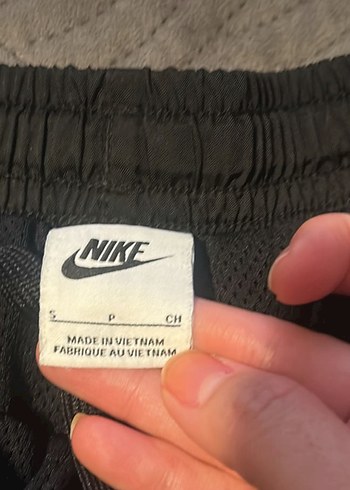 NIKE
S P CH
MADE IN VIETNAM
FABRIQUE AU VIETNAM